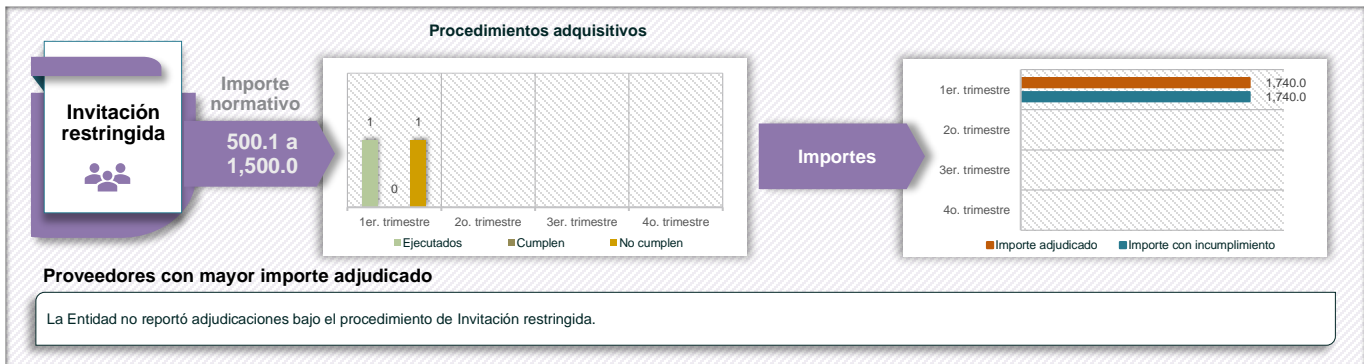 Procedimientos adquisitivos
Invitación
restringida
Importe
normativo
500.1 a
1,500.0
1
0
1
1er. trimestre
2o. trimestre
3er. trimestre
4o. trimestre
Ejecutados
Cumplen
No cumplen
Importes
1er. trimestre
1,740.0
1,740.0
2o. trimestre
3er. trimestre
4o. trimestre
Importe adjudicado
Importe con incumplimiento
Proveedores con mayor importe adjudicado
La Entidad no reportó adjudicaciones bajo el procedimiento de Invitación restringida.